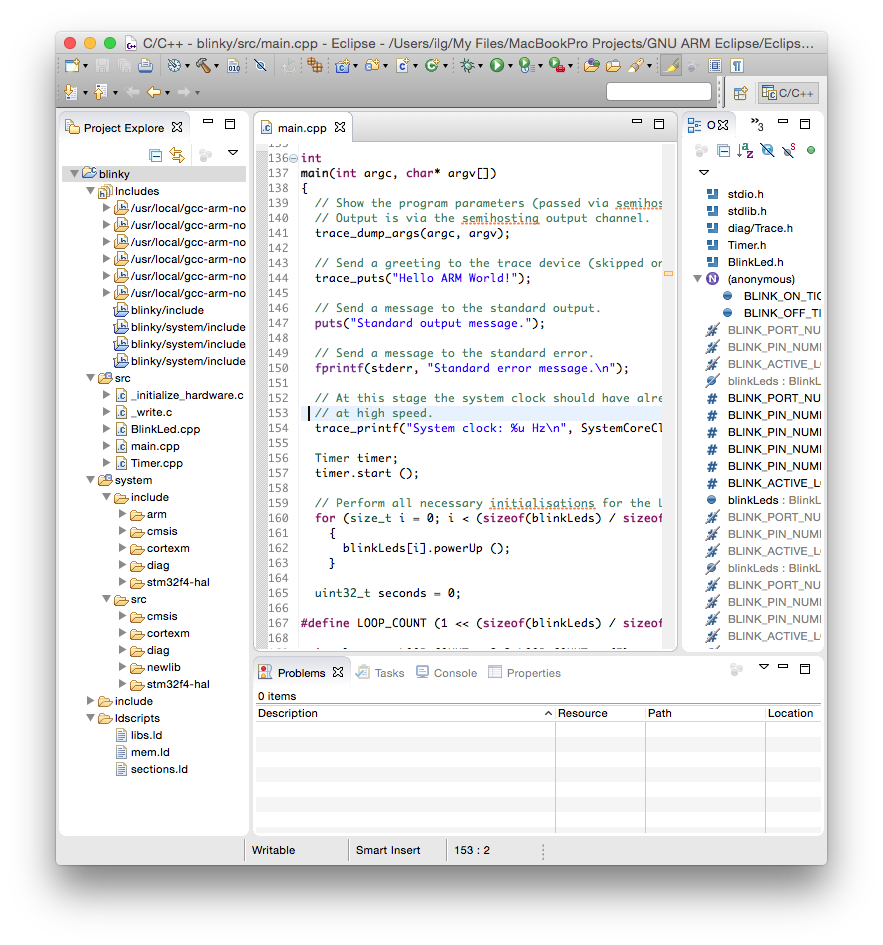 C/C++ - blinky/src/main.cpp - Eclipse - /Users/ilg/My Files/MacBookPro Projects/GNU ARM Eclipse/Eclips...
C/C++
Project Explore
blinky
Includes
/usr/local/gcc-arm-no
/usr/local/gcc-arm-no
/usr/local/gcc-arm-no
/usr/local/gcc-arm-no
/usr/local/gcc-arm-no
/usr/local/gcc-arm-no
blinky/include
blinky/system/include
blinky/system/include
blinky/system/include
src
_initialize_hardware.c
_write.c
BlinkLed.cpp
main.cpp
Timer.cpp
system
include
arm
cmsis
cortexm
diag
stm32f4-hal
src
cmsis
cortexm
diag
newlib
stm32f4-hal
include
ldscripts
libs.ld
mem.ld
sections.ld
main.cpp
136 int
137 main(int argc, char* argv[])
138 {
139 // Show the program parameters (passed via semihos
140 // Output is via the semihosting output channel.
141 trace_dump_args(argc, argv);
142
143 // Send a greeting to the trace device (skipped or
144 trace_puts("Hello ARM World!");
145
146 // Send a message to the standard output.
147 puts("Standard output message.");
148
149 // Send a message to the standard error.
150 fprintf(stderr, "Standard error message.\n");
151
152 // At this stage the system clock should have alre
153 // at high speed.
154 trace_printf("System clock: %u Hz\n", SystemCoreCl
155
156 Timer timer;
157 timer.start ();
158
159 // Perform all necessary initialisations for the L
160 for (size_t i = 0; i < (sizeof(blinkLeds) / sizeof
161 {
162 blinkLeds[i].powerUp ();
163 }
164
165 uint32_t seconds = 0;
166
167 #define LOOP_COUNT (1 << (sizeof(blinkLeds) / sizeof
168
O
3
stdio.h
stdlib.h
diag/Trace.h
Timer.h
BlinkLed.h
(anonymous)
BLINK_ON_TIC
BLINK_OFF_TI
BLINK_PORT_NU
BLINK_PIN_NUMI
BLINK_ACTIVE_L
blinkLeds : BlinkL
BLINK_PORT_NU
BLINK_PIN_NUMI
BLINK_PIN_NUMI
BLINK_PIN_NUMI
BLINK_PIN_NUMI
BLINK_ACTIVE_L
blinkLeds : BlinkL
BLINK_PORT_NU
BLINK_PIN_NUMI
BLINK_ACTIVE_L
blinkLeds : BlinkL
BLINK_PORT_NU
BLINK_PIN_NUMI
BLINK_PIN_NUMI
BLINK_ACTIVE_L
Problems Tasks Console Properties
0 items
Description Resource Path Location
Writable Smart Insert 153 : 2